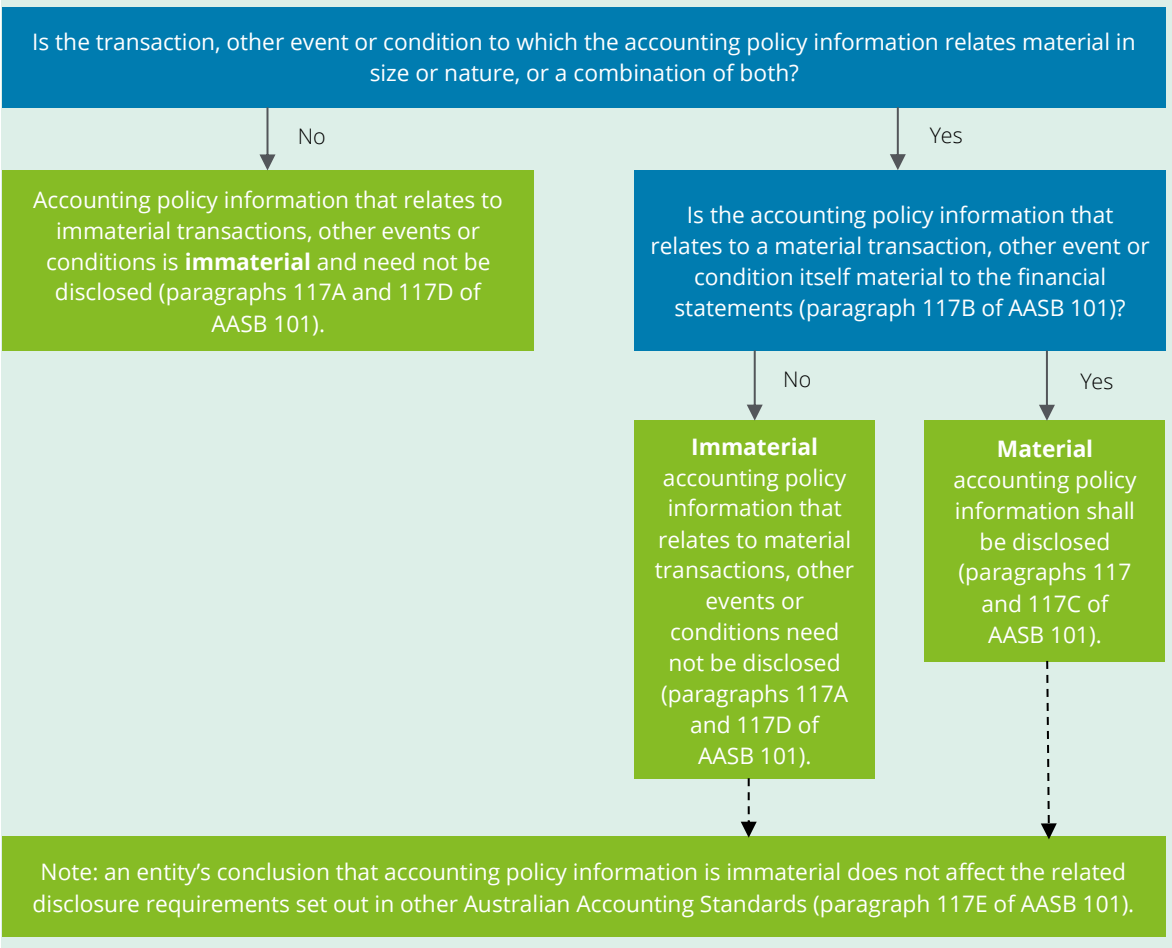 Is the transaction, other event or condition to which the accounting policy information relates material in
size or nature, or a combination of both?
No
Yes
Accounting policy information that relates to
immaterial transactions, other events or
conditions is immaterial and need not be
disclosed (paragraphs 117A and 117D of
AASB 101).
Is the accounting policy information that
relates to a material transaction, other event or
condition itself material to the financial
statements (paragraph 117B of AASB 101)?
No
Yes
Immaterial
accounting policy
information that
relates to material
transactions, other
events or
conditions need
not be disclosed
(paragraphs 117A
and 117D of
AASB 101).
Material
accounting policy
information shall
be disclosed
(paragraphs 117
and 117C of
AASB 101).
Note: an entity’s conclusion that accounting policy information is immaterial does not affect the related
disclosure requirements set out in other Australian Accounting Standards (paragraph 117E of AASB 101).